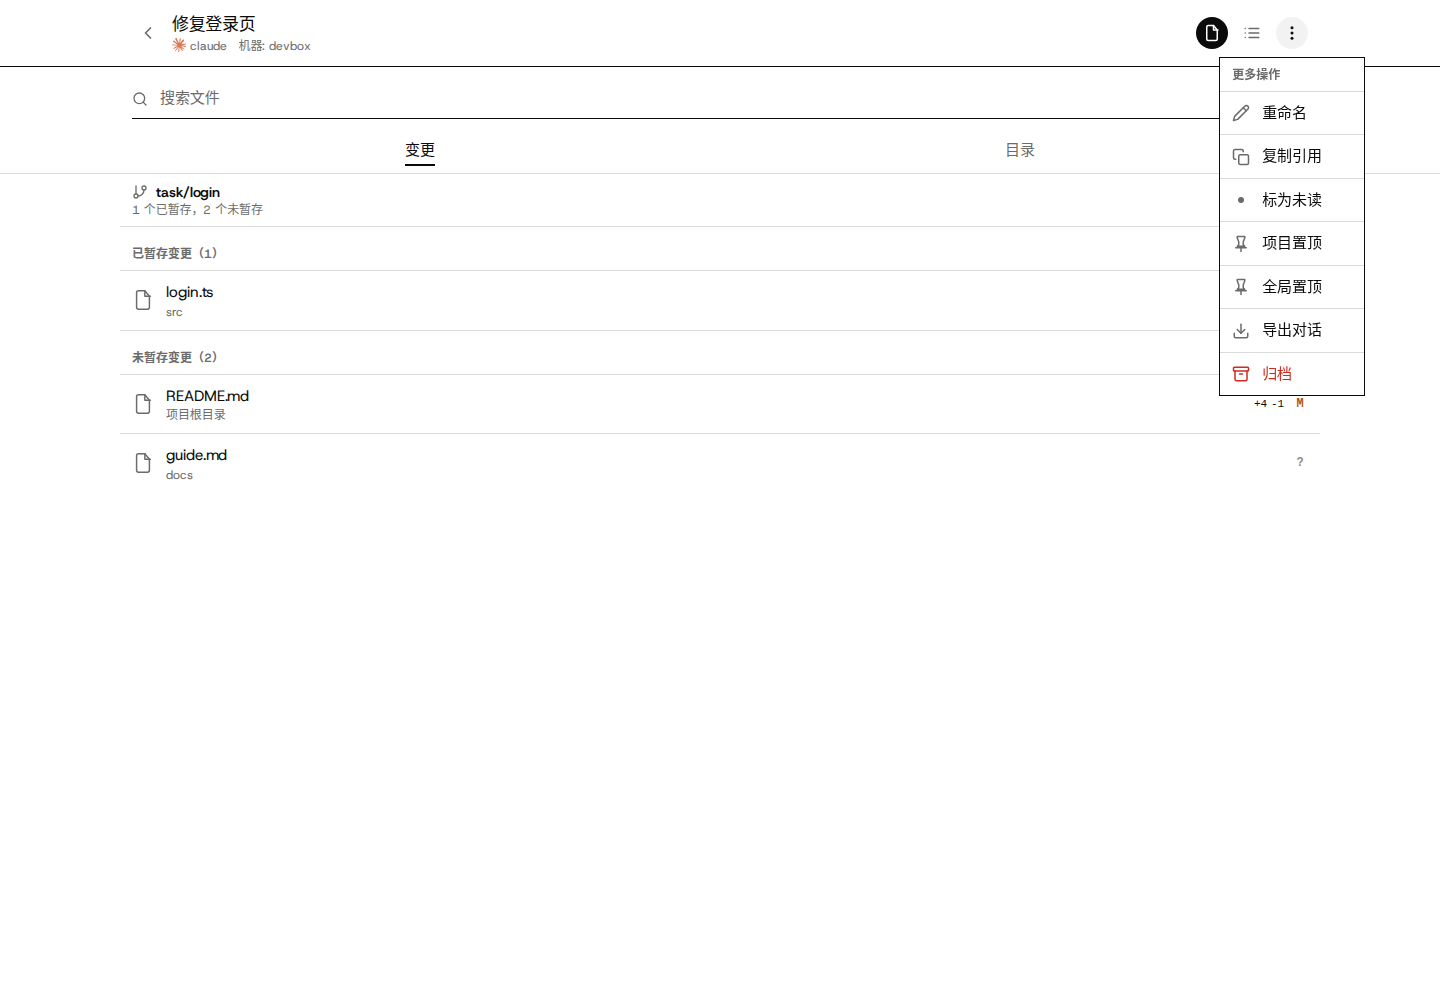 修复登录页
claude 机器: devbox
更多操作
重命名
复制引用
标为未读
项目置顶
全局置顶
导出对话
归档
搜索文件
变更 目录
task/login
1 个已暂存，2 个未暂存
已暂存变更（1）
login.ts
src
未暂存变更（2）
README.md
项目根目录
+4 -1 M
guide.md
docs
?